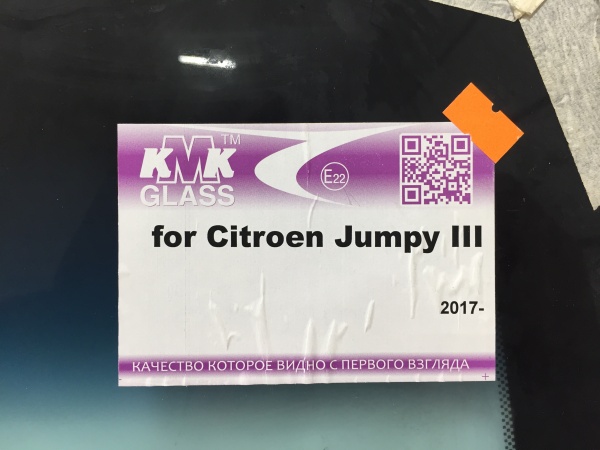 KMK™
GLASS
E22
for Citroen Jumpy III
2017-
КАЧЕСТВО КОТОРОЕ ВИДНО С ПЕРВОГО ВЗГЛЯДА